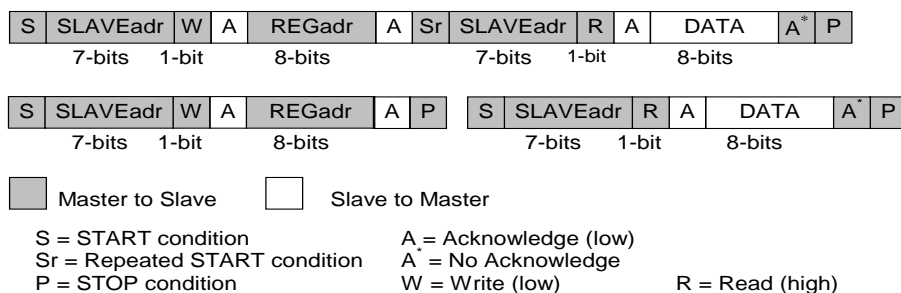 S SLAVEadr W A REGadr A Sr SLAVEadr R A DATA A* P
7-bits 1-bit 8-bits 7-bits 1-bit 8-bits
S SLAVEadr W A REGadr A P S SLAVEadr R A DATA A* P
7-bits 1-bit 8-bits 7-bits 1-bit 8-bits
Master to Slave Slave to Master
S = START condition A = Acknowledge (low)
Sr = Repeated START condition A* = No Acknowledge
P = STOP condition W = Write (low) R = Read (high)